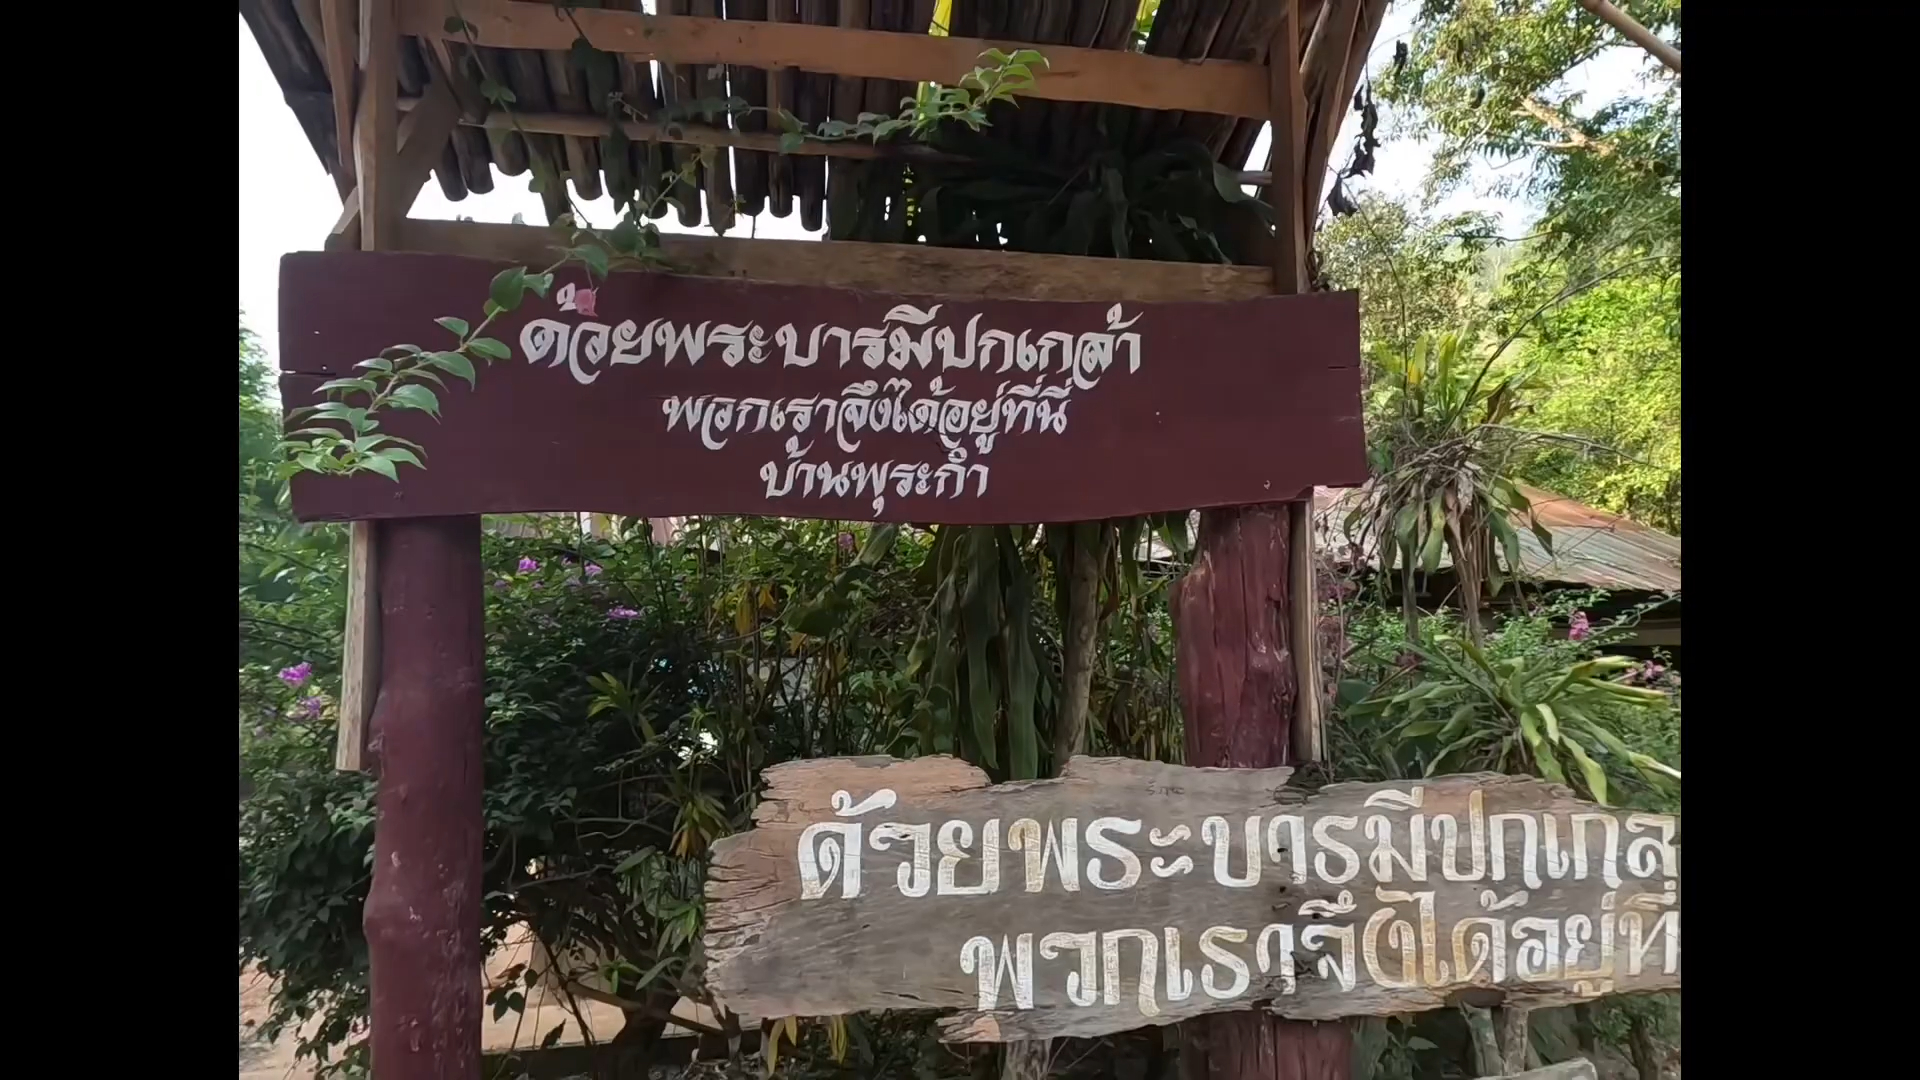 ด้วยพระบารมีปกเกล้า
พวกเราจึงได้อยู่ที่นี่
บ้านพุระกำ
ด้วยพระบารมีปกเกล
พวกเราจึงได้อยู่ที่